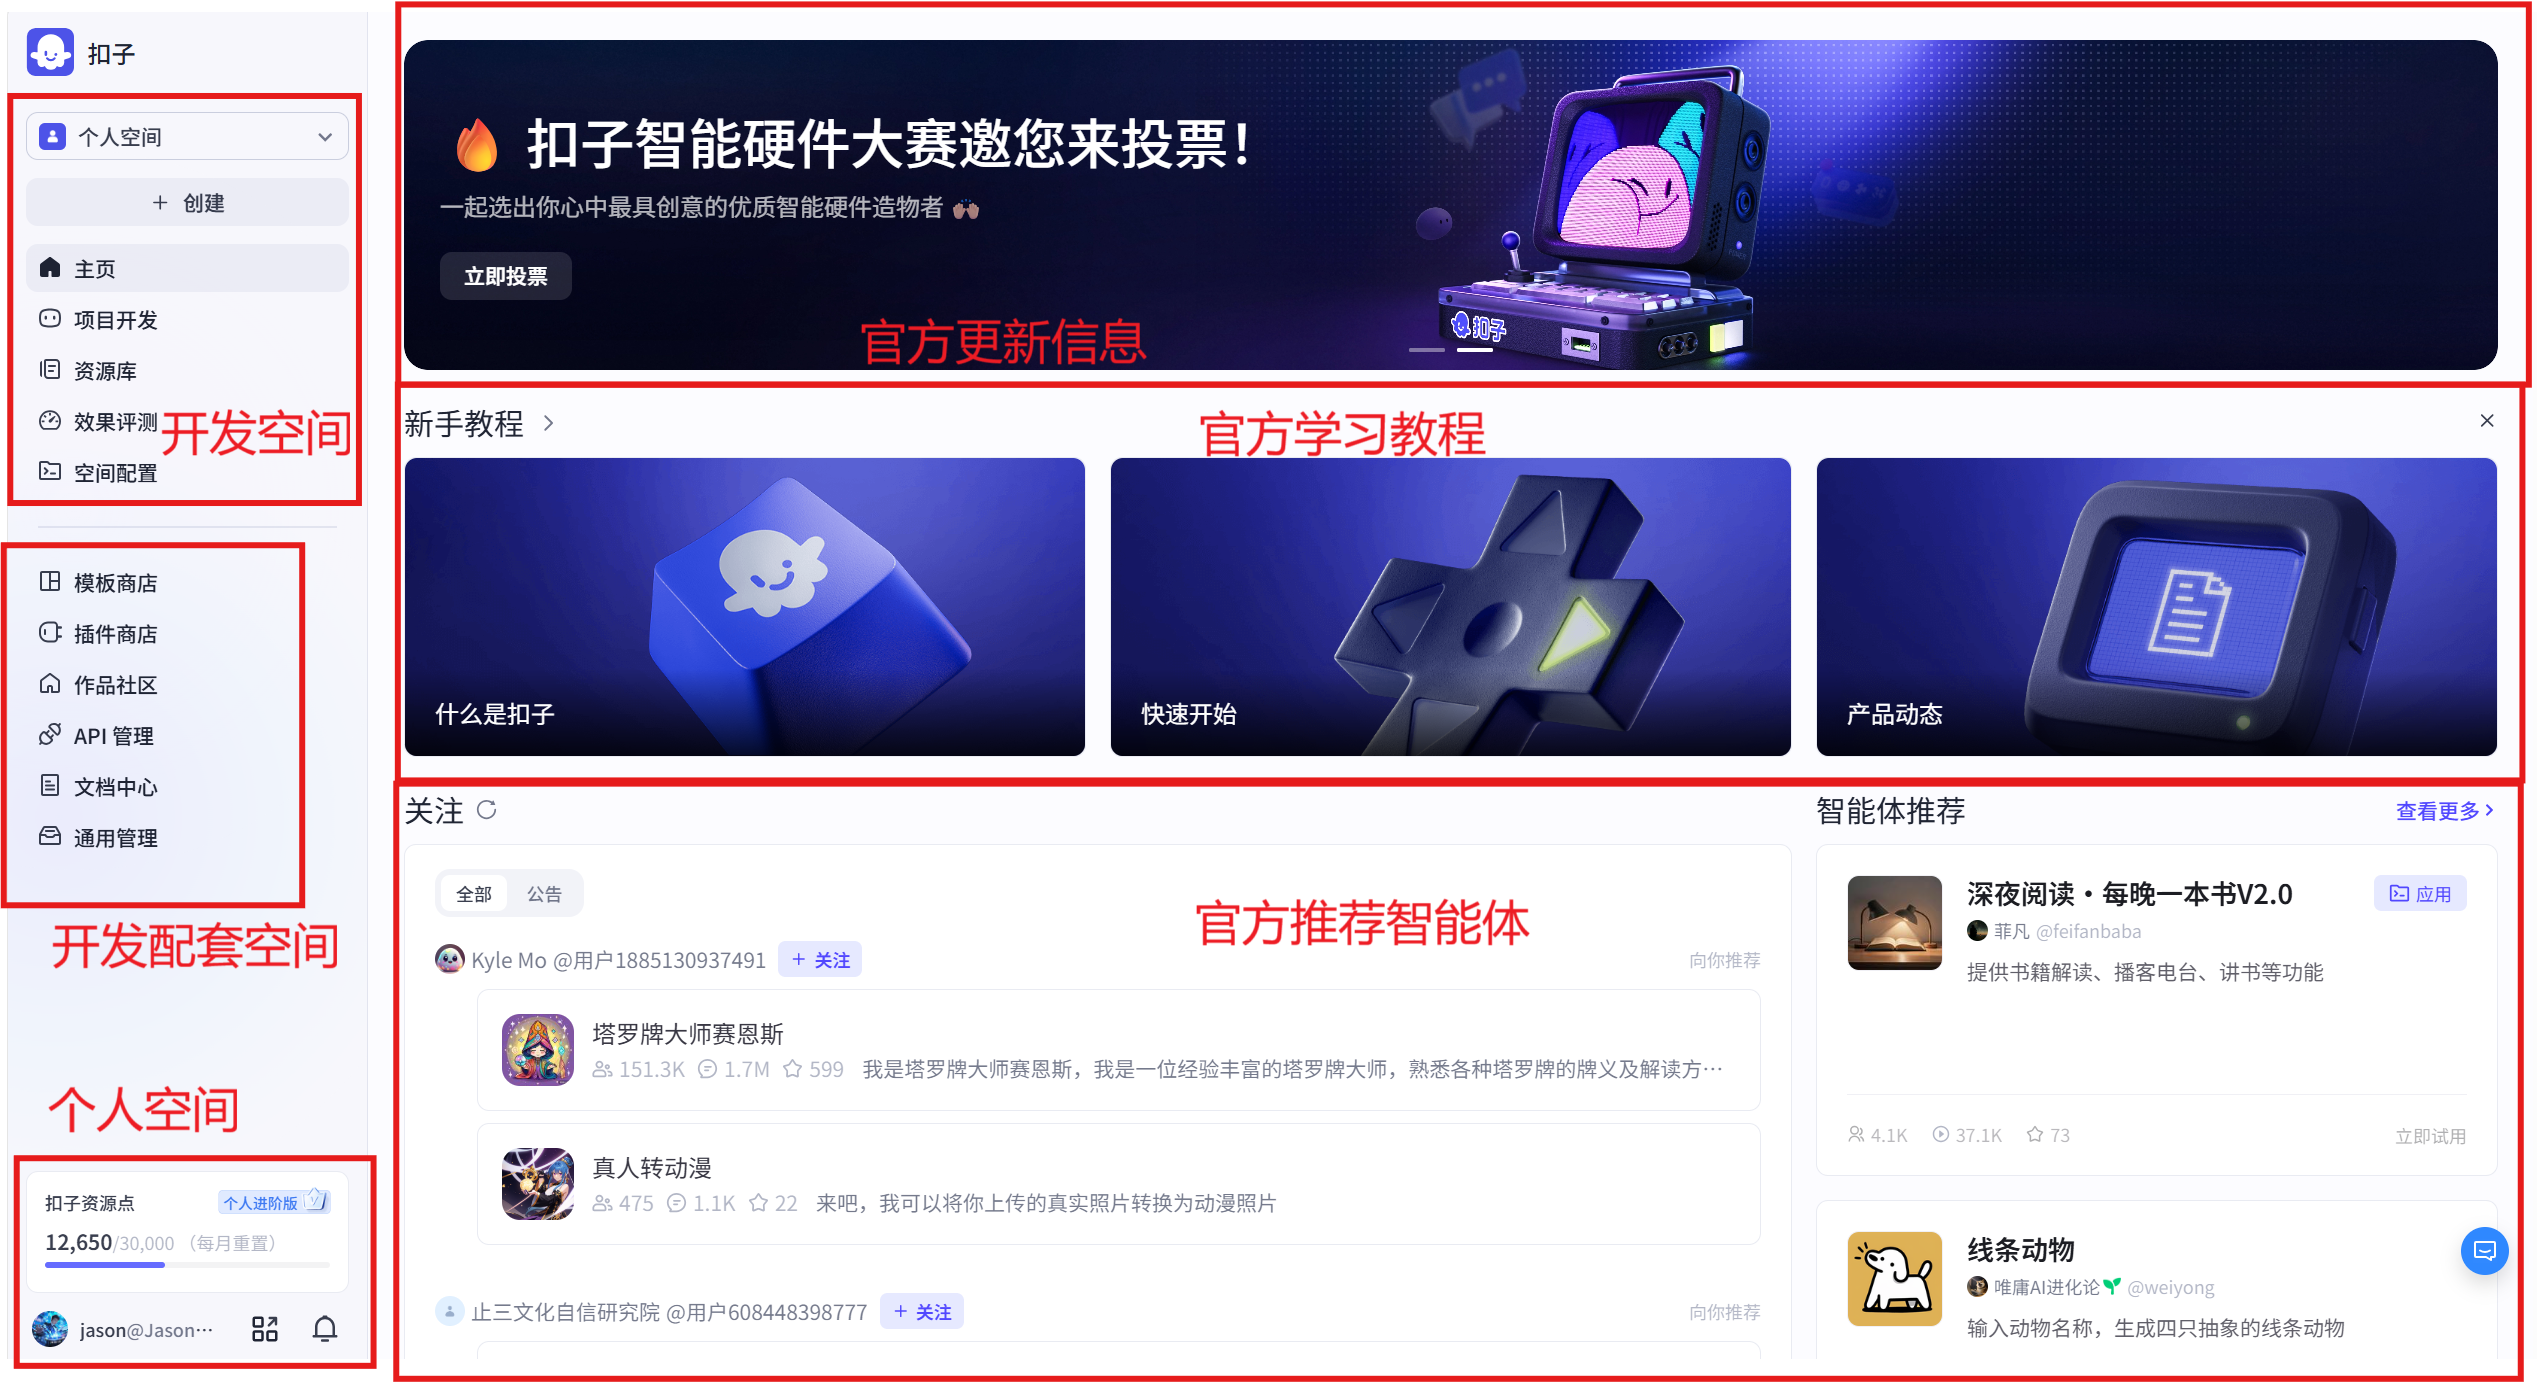 扣子
个人空间
+ 创建
主页
项目开发
资源库
效果评测
开发空间
空间配置
模板商店
插件商店
作品社区
API 管理
文档中心
通用管理
开发配套空间
个人空间
扣子资源点
个人进阶版
12,650/30,000 （每月重置）
jason@Jason···
扣子智能硬件大赛邀您来投票！
一起选出你心中最具创意的优质智能硬件造物者
立即投票
官方更新信息
扣子
新手教程
官方学习教程
什么是扣子
快速开始
产品动态
关注
全部 公告
官方推荐智能体
Kyle Mo @用户1885130937491 + 关注 向你推荐
塔罗牌大师赛恩斯
151.3K 1.7M 599 我是塔罗牌大师赛恩斯，我是一位经验丰富的塔罗牌大师，熟悉各种塔罗牌的牌义及解读方···
真人转动漫
475 1.1K 22 来吧，我可以将你上传的真实照片转换为动漫照片
止三文化自信研究院 @用户608448398777 + 关注 向你推荐
智能体推荐 查看更多
深夜阅读·每晚一本书V2.0 应用
菲凡 @feifanbaba
提供书籍解读、播客电台、讲书等功能
4.1K 37.1K 73 立即试用
线条动物
唯庸AI进化论 @weiyong
输入动物名称，生成四只抽象的线条动物